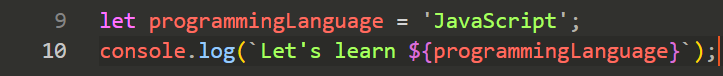 9 let programmingLanguage = 'JavaScript';
10 console.log(`Let's learn ${programmingLanguage}`);